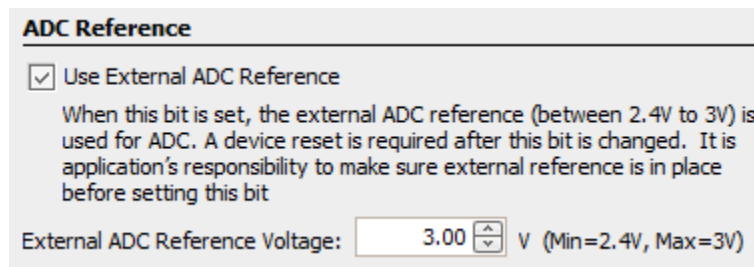 ADC Reference
Use External ADC Reference
When this bit is set, the external ADC reference (between 2.4V to 3V) is
used for ADC. A device reset is required after this bit is changed.  It is
application's responsibility to make sure external reference is in place
before setting this bit
External ADC Reference Voltage: 3.00 V (Min=2.4V, Max=3V)